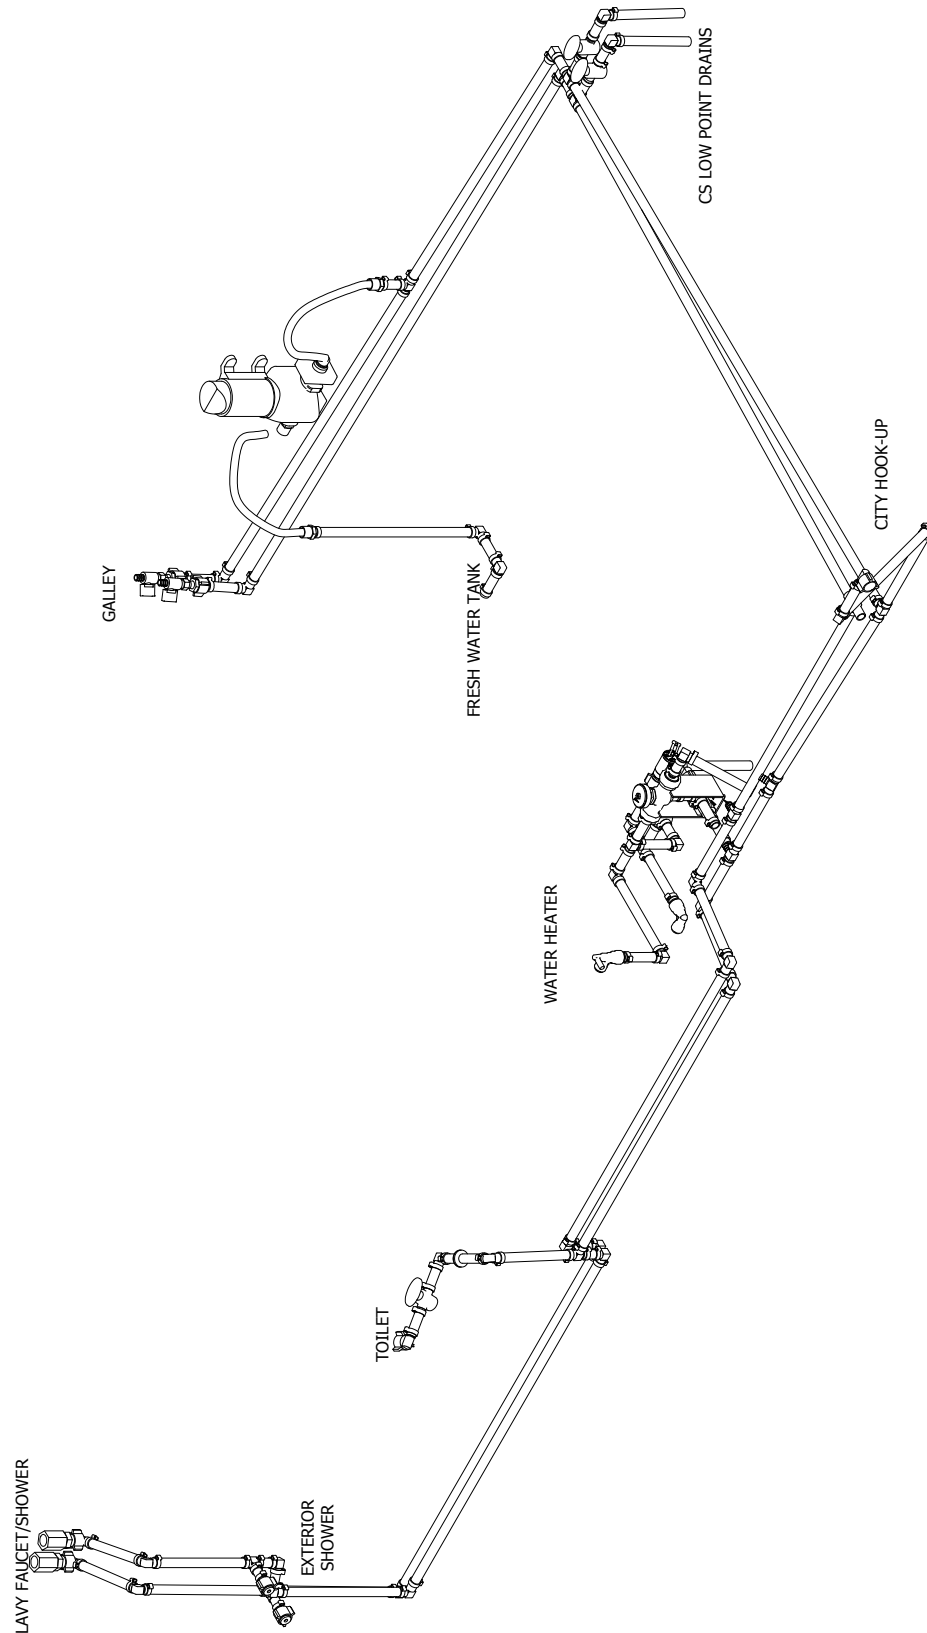 LAVY FAUCET/SHOWER
EXTERIOR
SHOWER
TOILET
GALLEY
FRESH WATER TANK
WATER HEATER
CS LOW POINT DRAINS
CITY HOOK-UP